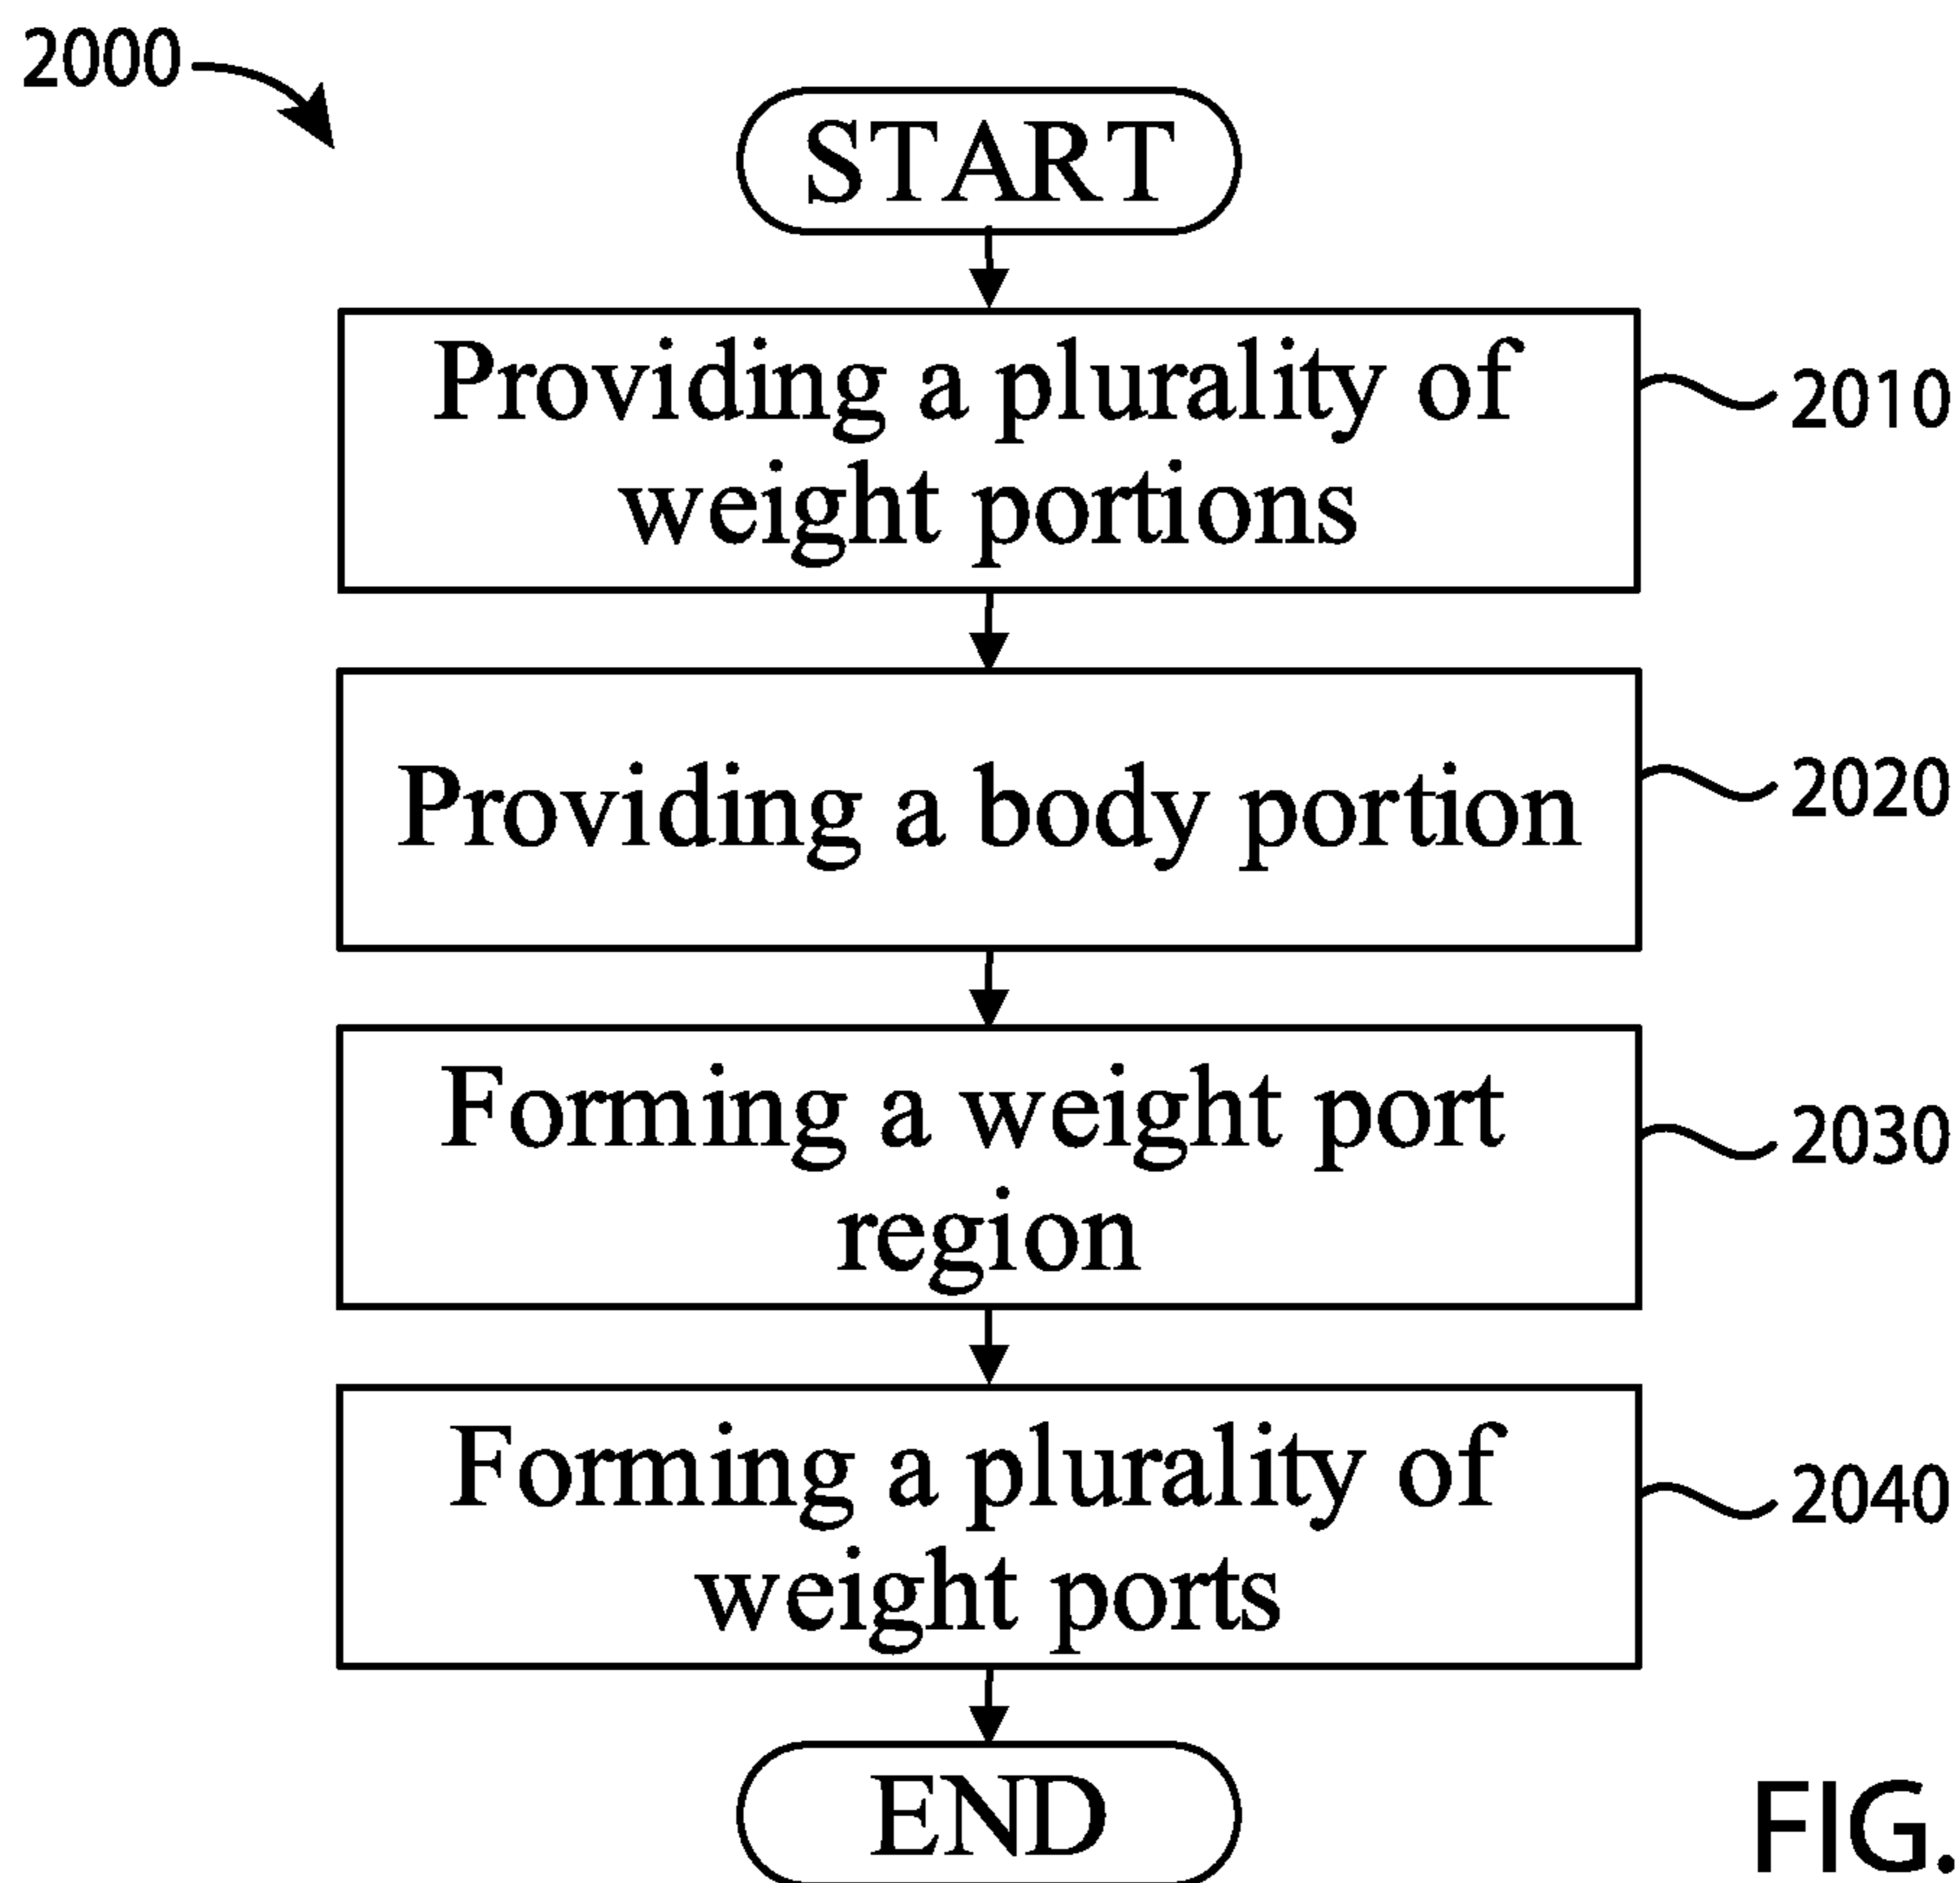 2000
START
Providing a plurality of
weight portions
2010
Providing a body portion
2020
Forming a weight port
region
2030
Forming a plurality of
weight ports
2040
END
FIG.